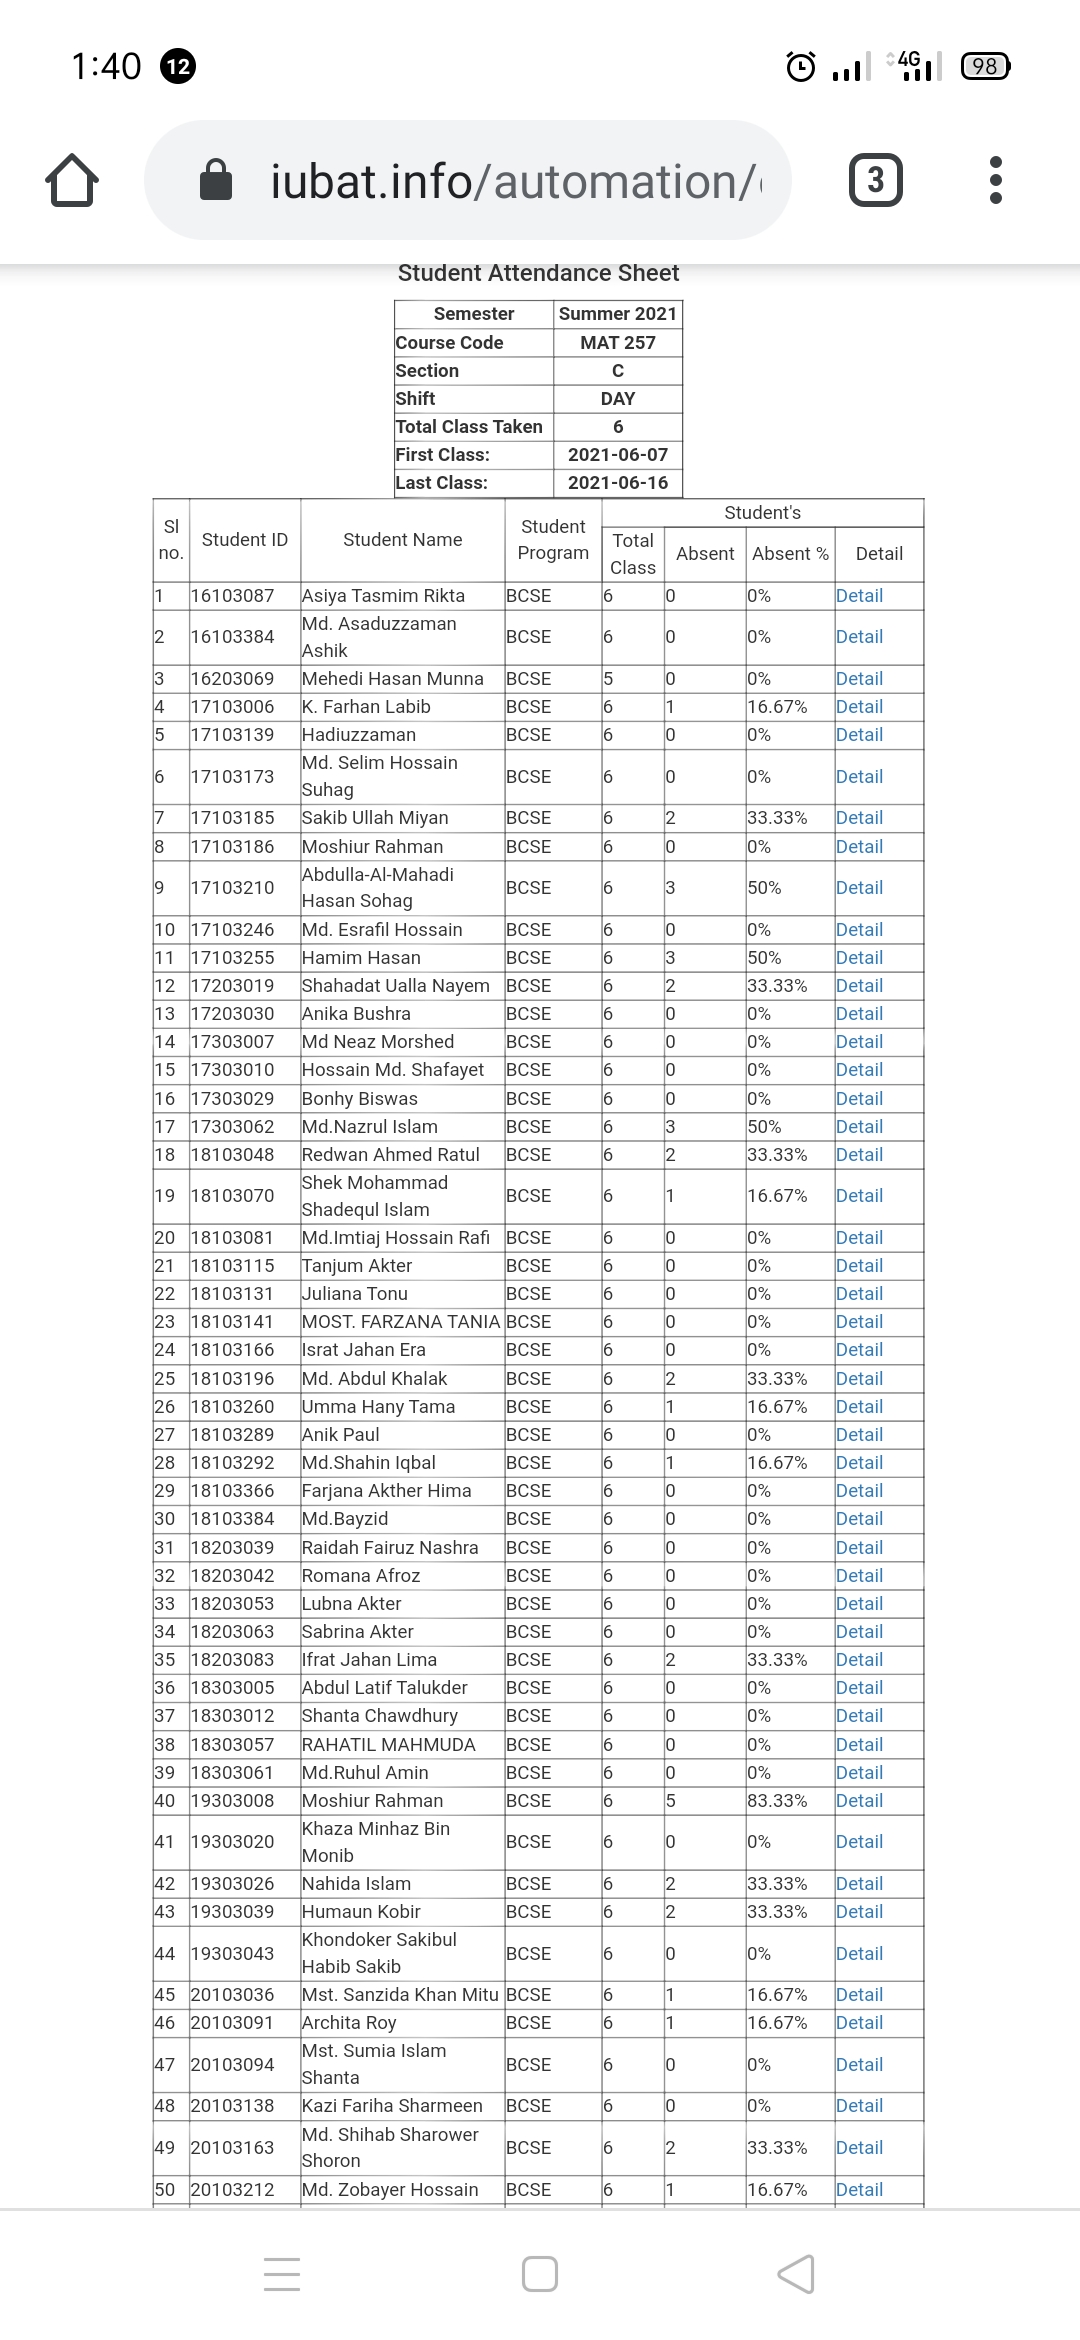 1:40 12 4G 98
iubat.info/automation/
3
Student Attendance Sheet
Semester Summer 2021
Course Code MAT 257
Section C
Shift DAY
Total Class Taken 6
First Class: 2021-06-07
Last Class: 2021-06-16
Sl no. Student ID Student Name Student Program Student's
Total Class Absent Absent % Detail
1 16103087 Asiya Tasmim Rikta BCSE 6 0 0% Detail
2 16103384 Md. Asaduzzaman Ashik BCSE 6 0 0% Detail
3 16203069 Mehedi Hasan Munna BCSE 5 0 0% Detail
4 17103006 K. Farhan Labib BCSE 6 1 16.67% Detail
5 17103139 Hadiuzzaman BCSE 6 0 0% Detail
6 17103173 Md. Selim Hossain Suhag BCSE 6 0 0% Detail
7 17103185 Sakib Ullah Miyan BCSE 6 2 33.33% Detail
8 17103186 Moshiur Rahman BCSE 6 0 0% Detail
9 17103210 Abdulla-Al-Mahadi Hasan Sohag BCSE 6 3 50% Detail
10 17103246 Md. Esrafil Hossain BCSE 6 0 0% Detail
11 17103255 Hamim Hasan BCSE 6 3 50% Detail
12 17203019 Shahadat Ualla Nayem BCSE 6 2 33.33% Detail
13 17203030 Anika Bushra BCSE 6 0 0% Detail
14 17303007 Md Neaz Morshed BCSE 6 0 0% Detail
15 17303010 Hossain Md. Shafayet BCSE 6 0 0% Detail
16 17303029 Bonhy Biswas BCSE 6 0 0% Detail
17 17303062 Md.Nazrul Islam BCSE 6 3 50% Detail
18 18103048 Redwan Ahmed Ratul BCSE 6 2 33.33% Detail
19 18103070 Shek Mohammad Shadequl Islam BCSE 6 1 16.67% Detail
20 18103081 Md.Imtiaj Hossain Rafi BCSE 6 0 0% Detail
21 18103115 Tanjum Akter BCSE 6 0 0% Detail
22 18103131 Juliana Tonu BCSE 6 0 0% Detail
23 18103141 MOST. FARZANA TANIA BCSE 6 0 0% Detail
24 18103166 Israt Jahan Era BCSE 6 0 0% Detail
25 18103196 Md. Abdul Khalak BCSE 6 2 33.33% Detail
26 18103260 Umma Hany Tama BCSE 6 1 16.67% Detail
27 18103289 Anik Paul BCSE 6 0 0% Detail
28 18103292 Md.Shahin Iqbal BCSE 6 1 16.67% Detail
29 18103366 Farjana Akther Hima BCSE 6 0 0% Detail
30 18103384 Md.Bayzid BCSE 6 0 0% Detail
31 18203039 Raidah Fairuz Nashra BCSE 6 0 0% Detail
32 18203042 Romana Afroz BCSE 6 0 0% Detail
33 18203053 Lubna Akter BCSE 6 0 0% Detail
34 18203063 Sabrina Akter BCSE 6 0 0% Detail
35 18203083 Ifrat Jahan Lima BCSE 6 2 33.33% Detail
36 18303005 Abdul Latif Talukder BCSE 6 0 0% Detail
37 18303012 Shanta Chawdhury BCSE 6 0 0% Detail
38 18303057 RAHATIL MAHMUDA BCSE 6 0 0% Detail
39 18303061 Md.Ruhul Amin BCSE 6 0 0% Detail
40 19303008 Moshiur Rahman BCSE 6 5 83.33% Detail
41 19303020 Khaza Minhaz Bin Monib BCSE 6 0 0% Detail
42 19303026 Nahida Islam BCSE 6 2 33.33% Detail
43 19303039 Humaun Kobir BCSE 6 2 33.33% Detail
44 19303043 Khondoker Sakibul Habib Sakib BCSE 6 0 0% Detail
45 20103036 Mst. Sanzida Khan Mitu BCSE 6 1 16.67% Detail
46 20103091 Archita Roy BCSE 6 1 16.67% Detail
47 20103094 Mst. Sumia Islam Shanta BCSE 6 0 0% Detail
48 20103138 Kazi Fariha Sharmeen BCSE 6 0 0% Detail
49 20103163 Md. Shihab Sharower Shoron BCSE 6 2 33.33% Detail
50 20103212 Md. Zobayer Hossain BCSE 6 1 16.67% Detail